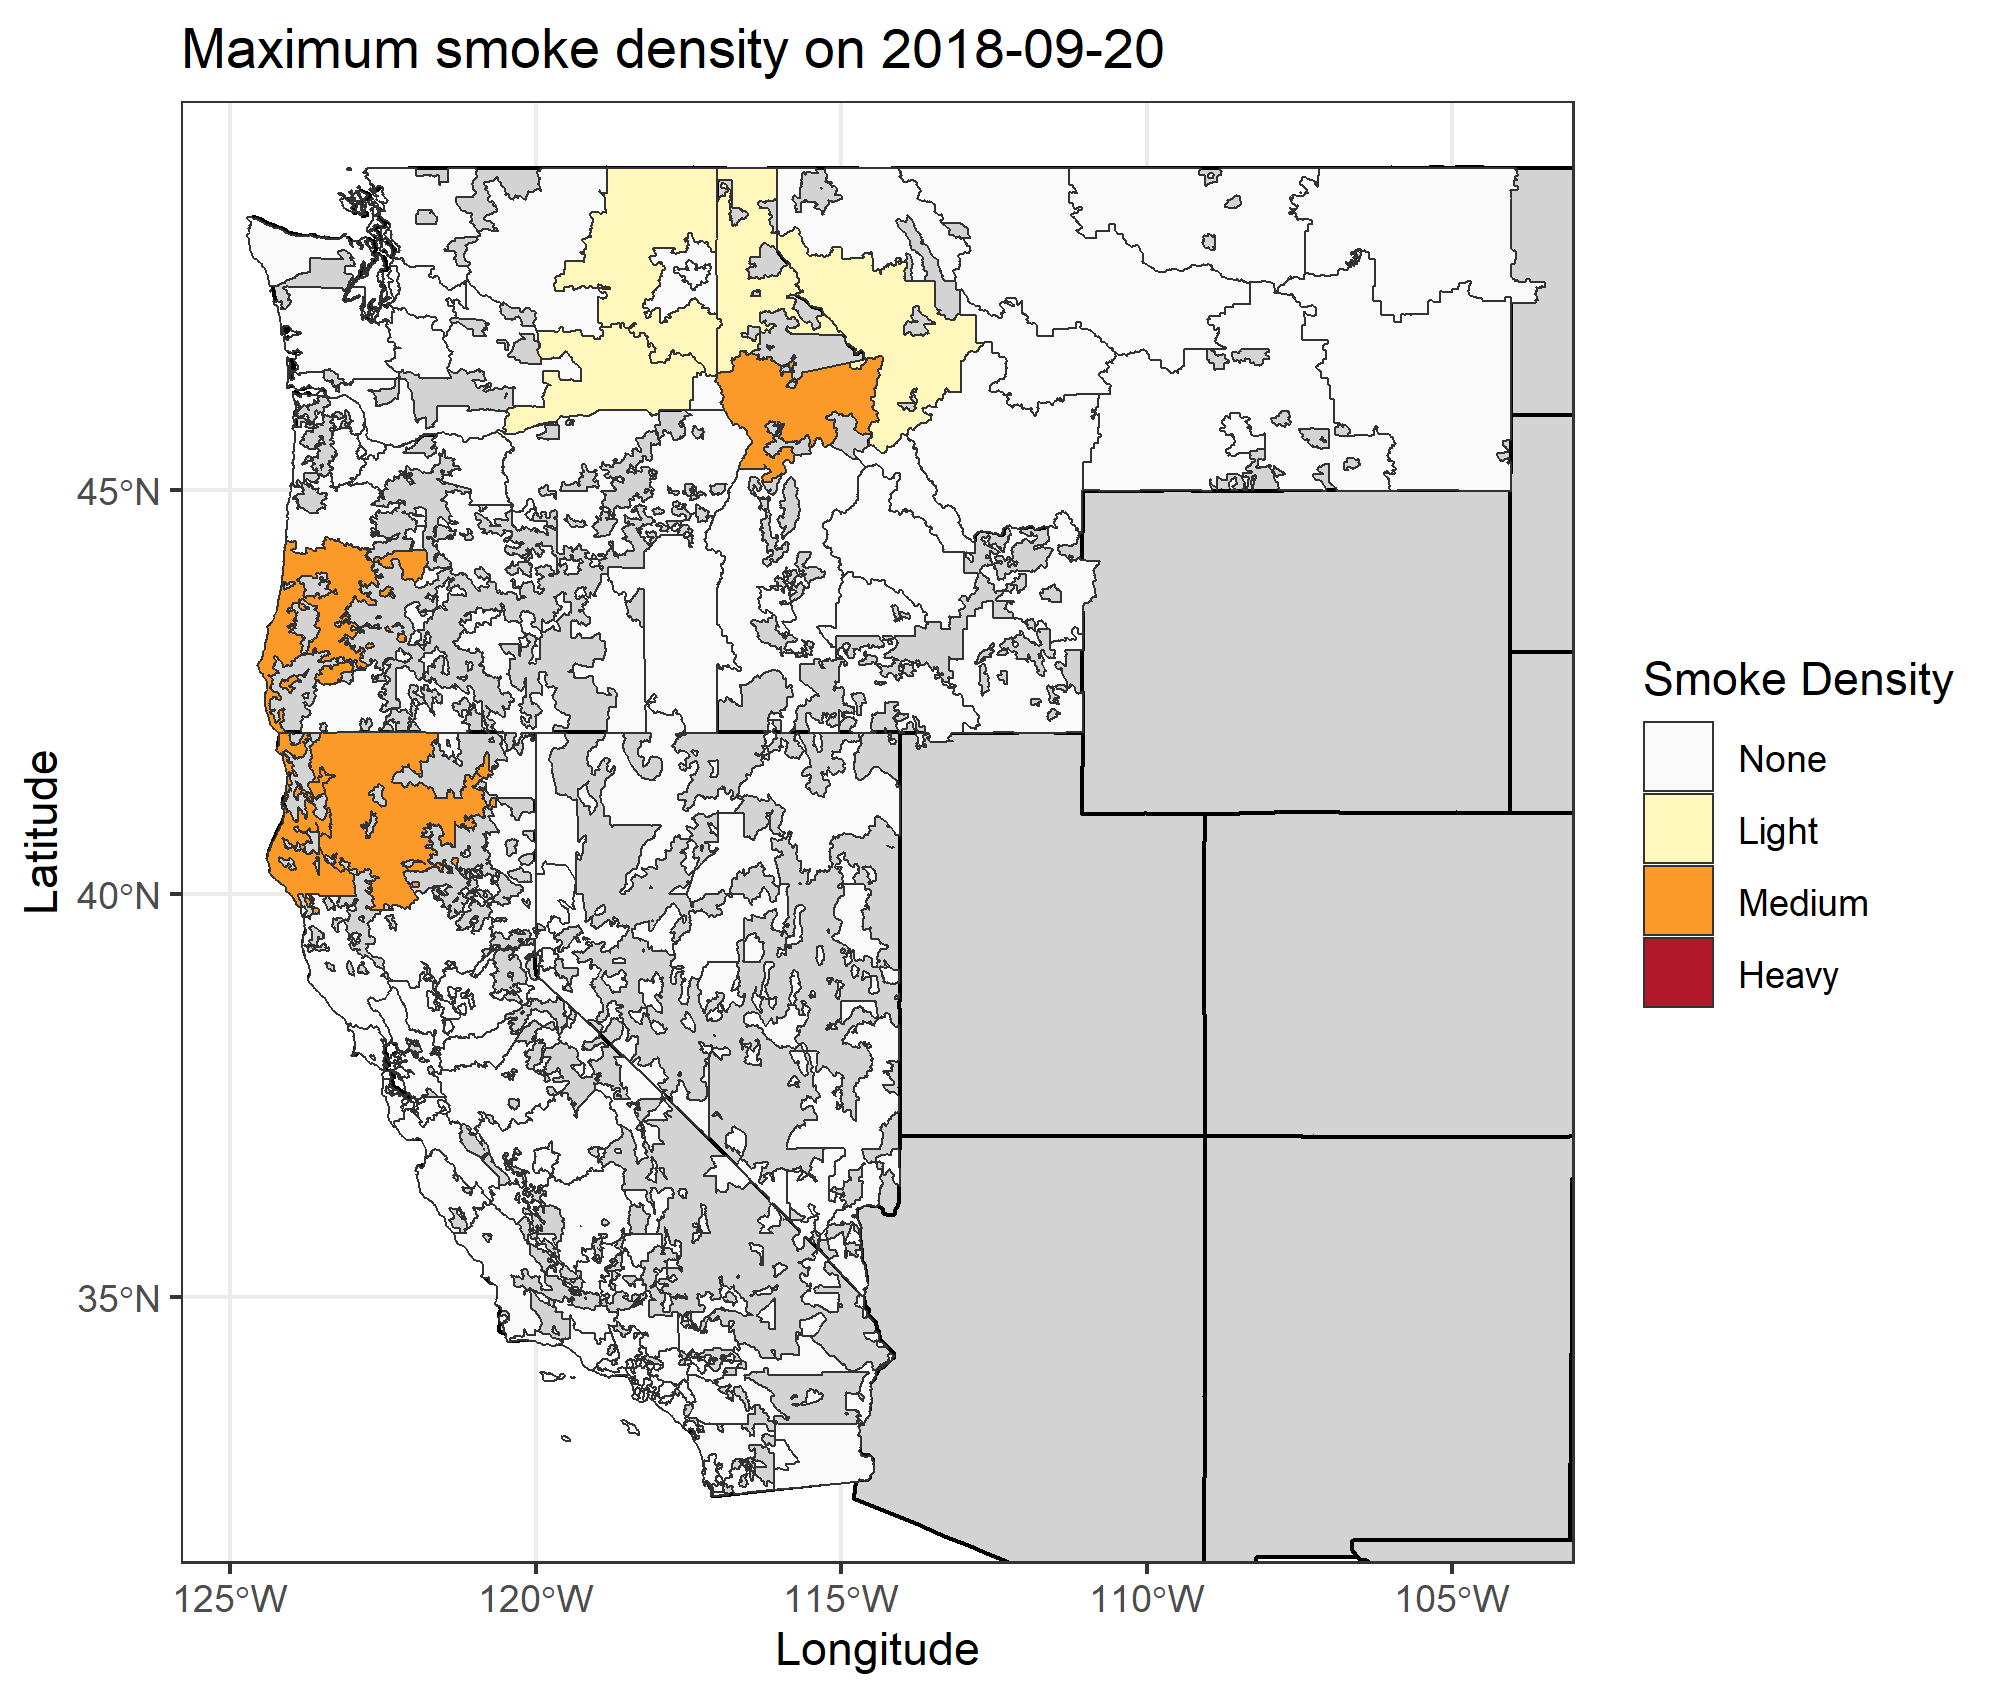 Maximum smoke density on 2018-09-20
45°N
40°N
35°N
Latitude
125°W
120°W
115°W
110°W
105°W
Longitude
Smoke Density
None
Light
Medium
Heavy